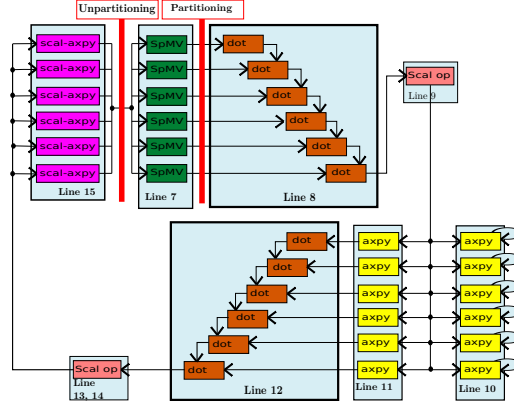 Unpartitioning Partitioning
scal-axpy SpMV dot
scal-axpy SpMV dot
scal-axpy SpMV dot
scal-axpy SpMV dot
scal-axpy SpMV dot
scal-axpy SpMV dot
Line 15 Line 7 Line 8
Scal op
Line 9
dot axpy axpy
dot axpy axpy
dot axpy axpy
dot axpy axpy
dot axpy axpy
dot axpy axpy
Line 12 Line 11 Line 10
Scal op
Line
13, 14